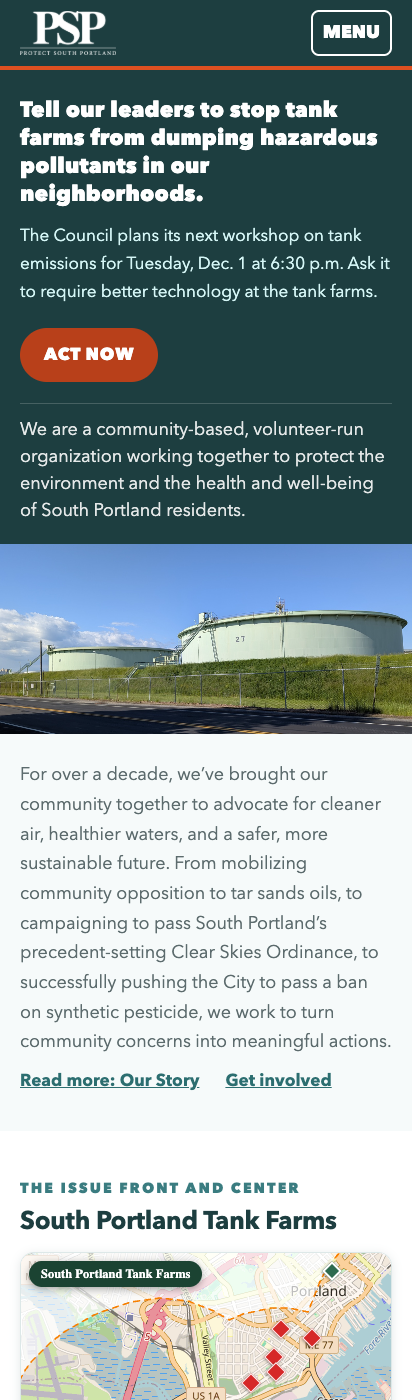 PSP
PROTECT SOUTH PORTLAND
MENU
Tell our leaders to stop tank
farms from dumping hazardous
pollutants in our
neighborhoods.
The Council plans its next workshop on tank
emissions for Tuesday, Dec. 1 at 6:30 p.m. Ask it
to require better technology at the tank farms.
ACT NOW
We are a community-based, volunteer-run
organization working together to protect the
environment and the health and well-being
of South Portland residents.
27
For over a decade, we’ve brought our
community together to advocate for cleaner
air, healthier waters, and a safer, more
sustainable future. From mobilizing
community opposition to tar sands oils, to
campaigning to pass South Portland’s
precedent-setting Clear Skies Ordinance, to
successfully pushing the City to pass a ban
on synthetic pesticide, we work to turn
community concerns into meaningful actions.
Read more: Our Story Get involved
THE ISSUE FRONT AND CENTER
South Portland Tank Farms
South Portland Tank Farms
6A
Portland
ME 77
Fore River
Valley Street
US 1A